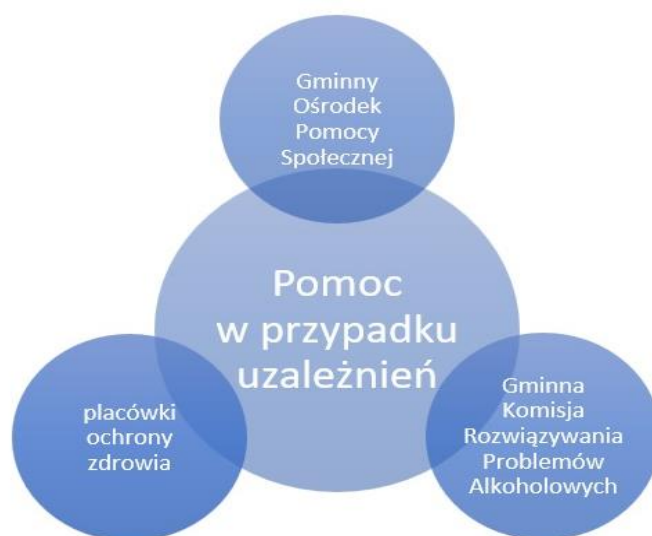 Gminny
Ośrodek
Pomocy
Społecznej
Pomoc
w przypadku
uzależnień
placówki
ochrony
zdrowia
Gminna
Komisja
Rozwiązywania
Problemów
Alkoholowych